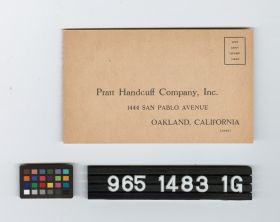 Pratt Handcuff Company, Inc.
1444 SAN PABLO AVENUE
OAKLAND, CALIFORNIA
965 1483 1G